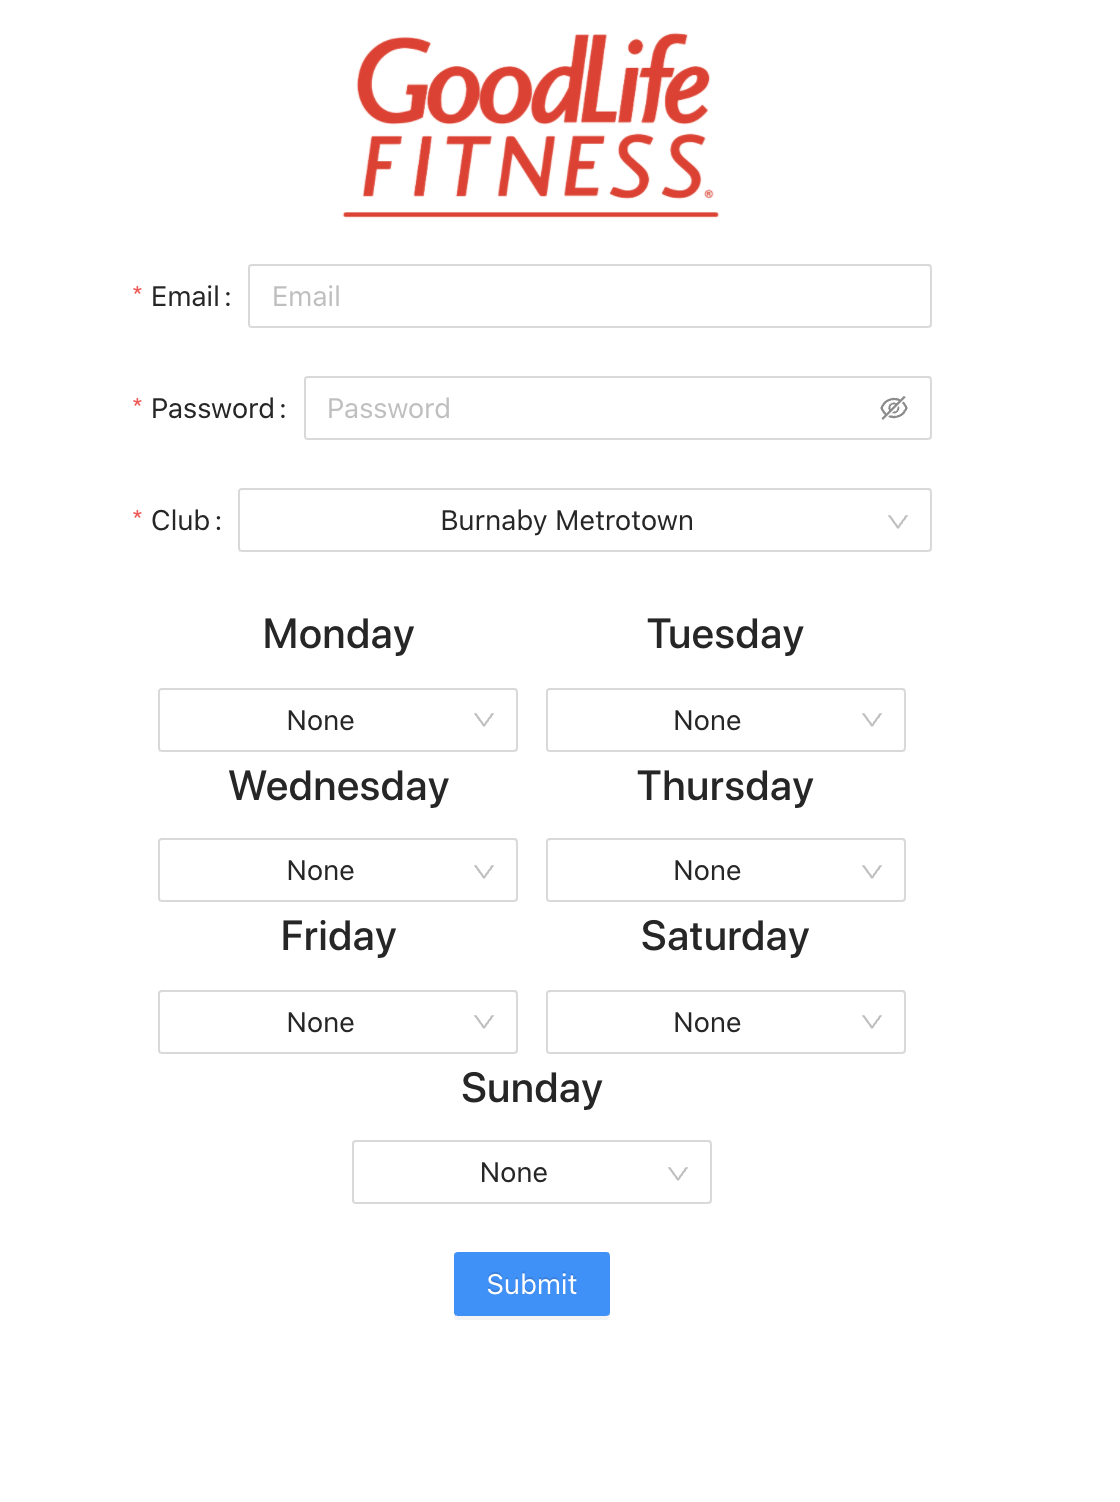 GoodLife
FITNESS®
* Email: Email
* Password: Password
* Club: Burnaby Metrotown
Monday Tuesday
None None
Wednesday Thursday
None None
Friday Saturday
None None
Sunday
None
Submit